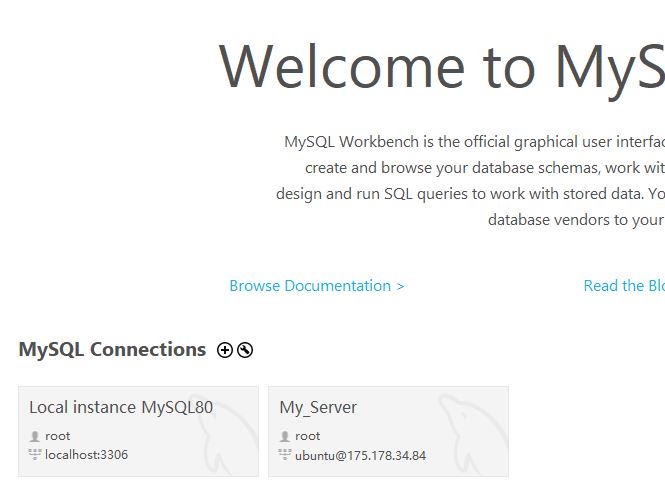 Welcome to MyS
MySQL Workbench is the official graphical user interfac
create and browse your database schemas, work wit
design and run SQL queries to work with stored data. Yo
database vendors to your
Browse Documentation >
Read the Blo
MySQL Connections
Local instance MySQL80
root
localhost:3306
My_Server
root
ubuntu@175.178.34.84